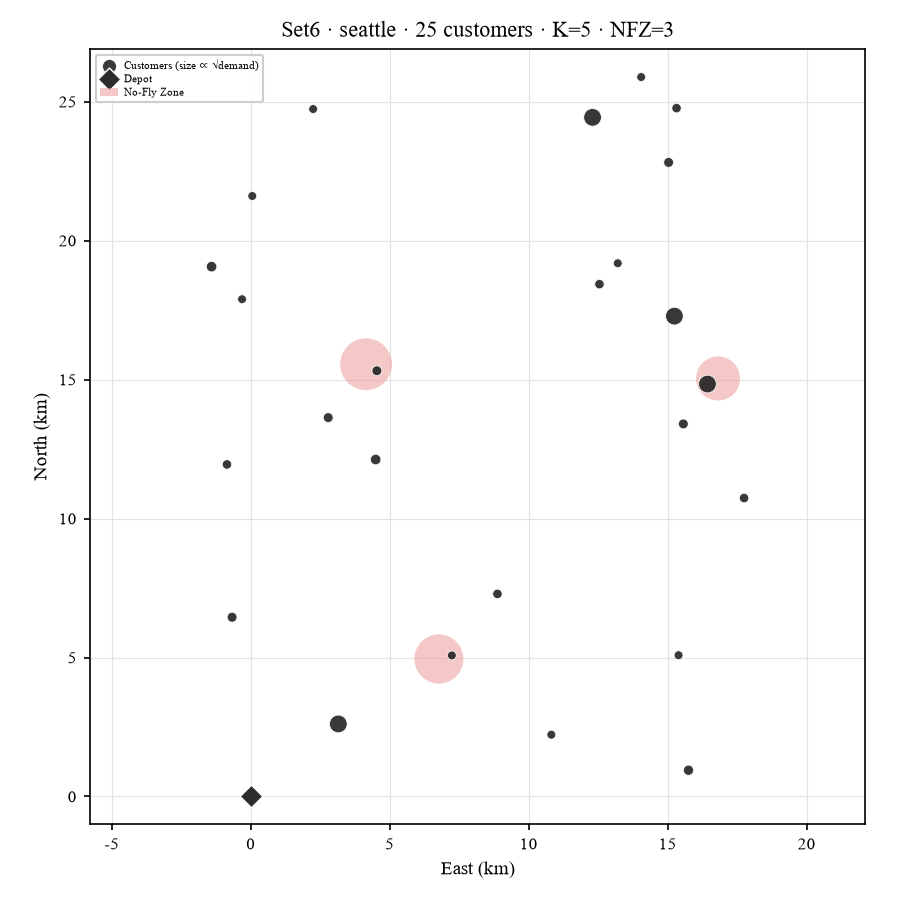 Set6 · seattle · 25 customers · K=5 · NFZ=3
Customers (size ∝ √demand)
Depot
No-Fly Zone
25
20
15
10
5
0
North (km)
-5
0
5
10
15
20
East (km)